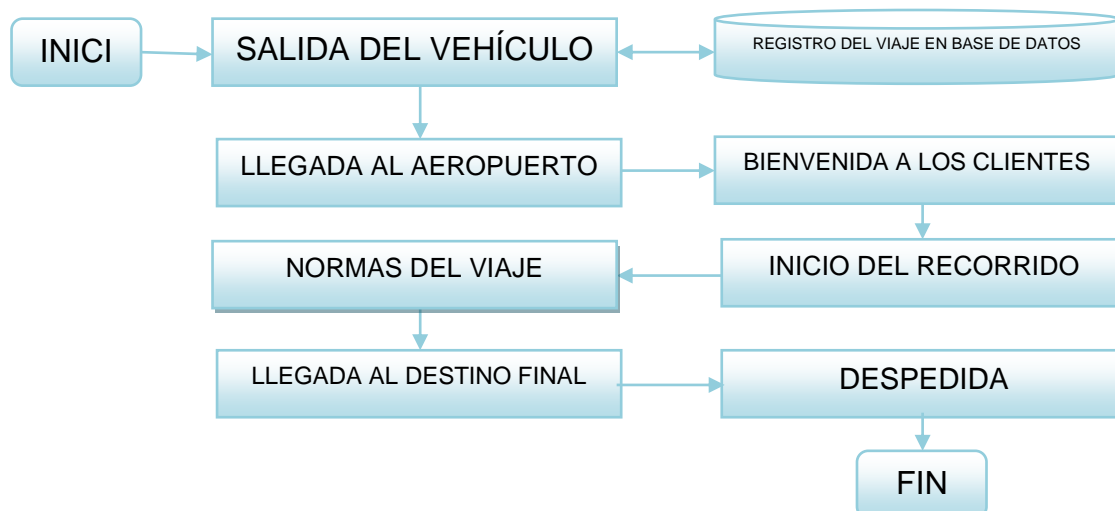 INICI
SALIDA DEL VEHÍCULO
REGISTRO DEL VIAJE EN BASE DE DATOS
LLEGADA AL AEROPUERTO
BIENVENIDA A LOS CLIENTES
INICIO DEL RECORRIDO
NORMAS DEL VIAJE
LLEGADA AL DESTINO FINAL
DESPEDIDA
FIN